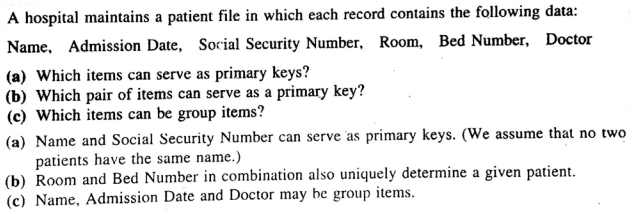 A hospital maintains a patient file in which each record contains the following data:
Name, Admission Date, Social Security Number, Room, Bed Number, Doctor
(a) Which items can serve as primary keys?
(b) Which pair of items can serve as a primary key?
(c) Which items can be group items?
(a) Name and Social Security Number can serve as primary keys. (We assume that no two
patients have the same name.)
(b) Room and Bed Number in combination also uniquely determine a given patient.
(c) Name, Admission Date and Doctor may be group items.